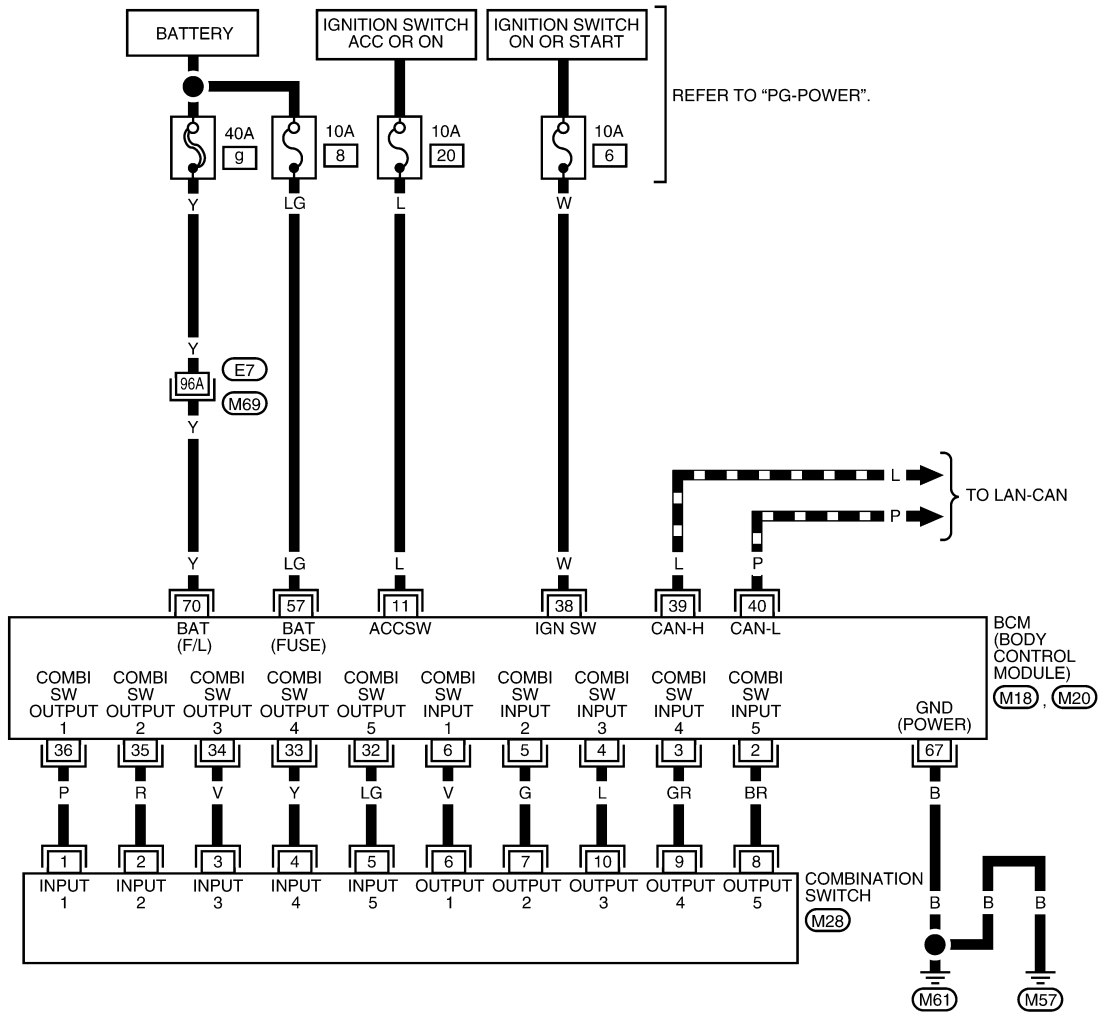 BATTERY
IGNITION SWITCH
ACC OR ON
IGNITION SWITCH
ON OR START
REFER TO “PG-POWER”.
40A
g
10A
8
10A
20
10A
6
Y
LG
L
W
Y
96A
E7
M69
Y
L
P
TO LAN-CAN
Y
LG
L
W
L
P
70
57
11
38
39
40
BAT
(F/L)
BAT
(FUSE)
ACCSW
IGN SW
CAN-H
CAN-L
BCM
(BODY
CONTROL
MODULE)
M18 , M20
COMBI
SW
OUTPUT
1
COMBI
SW
OUTPUT
2
COMBI
SW
OUTPUT
3
COMBI
SW
OUTPUT
4
COMBI
SW
OUTPUT
5
COMBI
SW
INPUT
1
COMBI
SW
INPUT
2
COMBI
SW
INPUT
3
COMBI
SW
INPUT
4
COMBI
SW
INPUT
5
GND
(POWER)
36
35
34
33
32
6
5
4
3
2
67
P
R
V
Y
LG
V
G
L
GR
BR
B
1
2
3
4
5
6
7
10
9
8
INPUT
1
INPUT
2
INPUT
3
INPUT
4
INPUT
5
OUTPUT
1
OUTPUT
2
OUTPUT
3
OUTPUT
4
OUTPUT
5
COMBINATION
SWITCH
M28
B
B
B
M61
M57